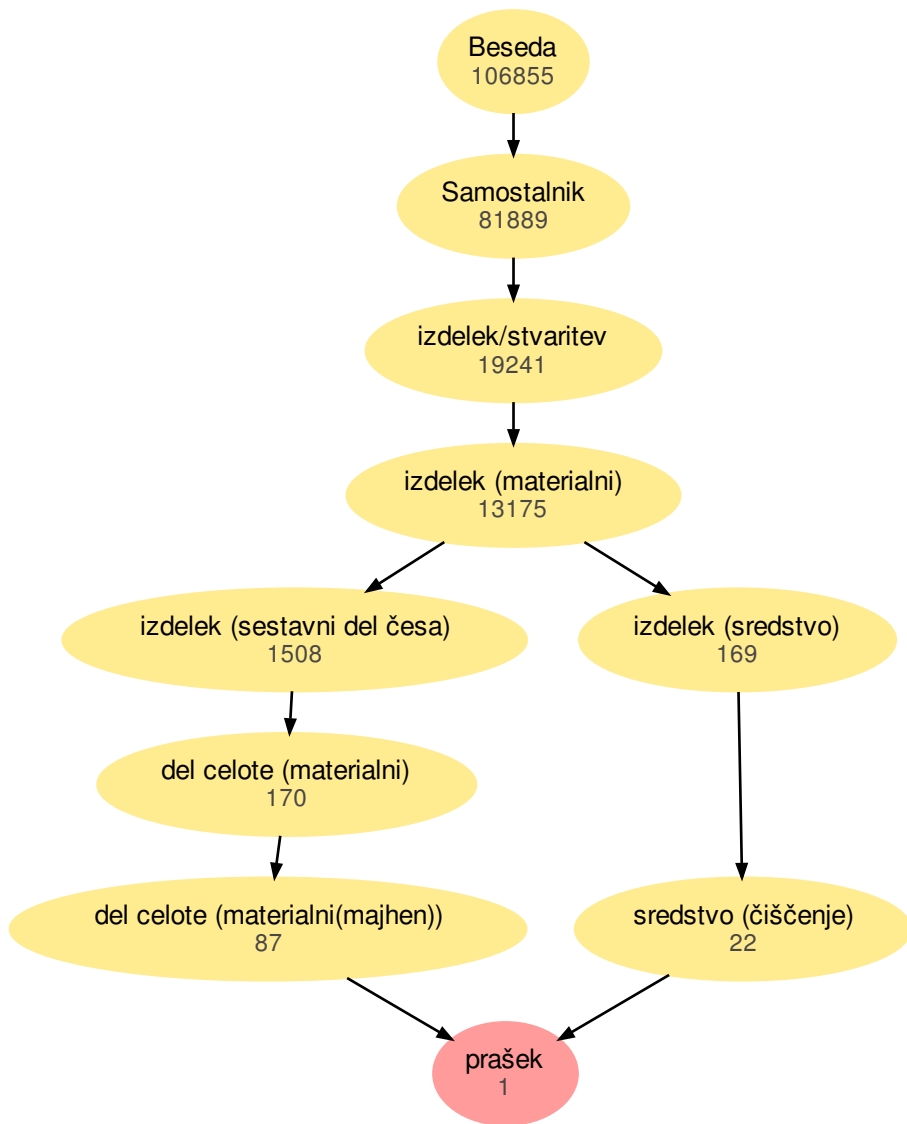 Beseda
106855
Samostalnik
81889
izdelek/stvaritev
19241
izdelek (materialni)
13175
izdelek (sestavni del česa)
1508
izdelek (sredstvo)
169
del celote (materialni)
170
del celote (materialni(majhen))
87
sredstvo (čiščenje)
22
prašek
1